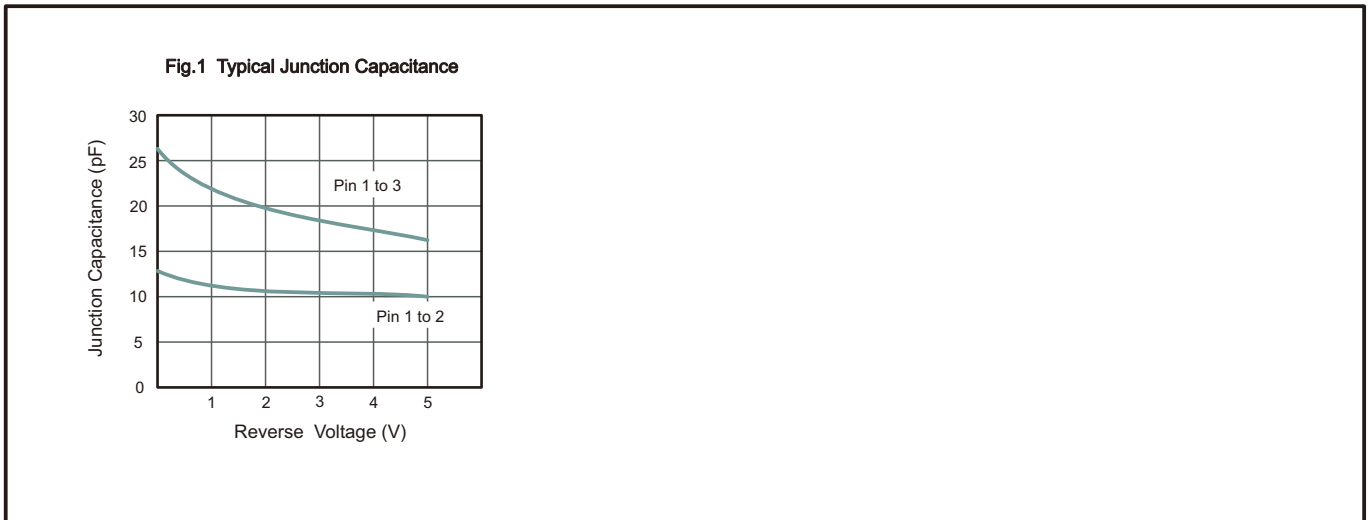 Fig.1 Typical Junction Capacitance
30
25
20
15
10
5
0
Junction Capacitance (pF)
Pin 1 to 3
Pin 1 to 2
1 2 3 4 5
Reverse Voltage (V)